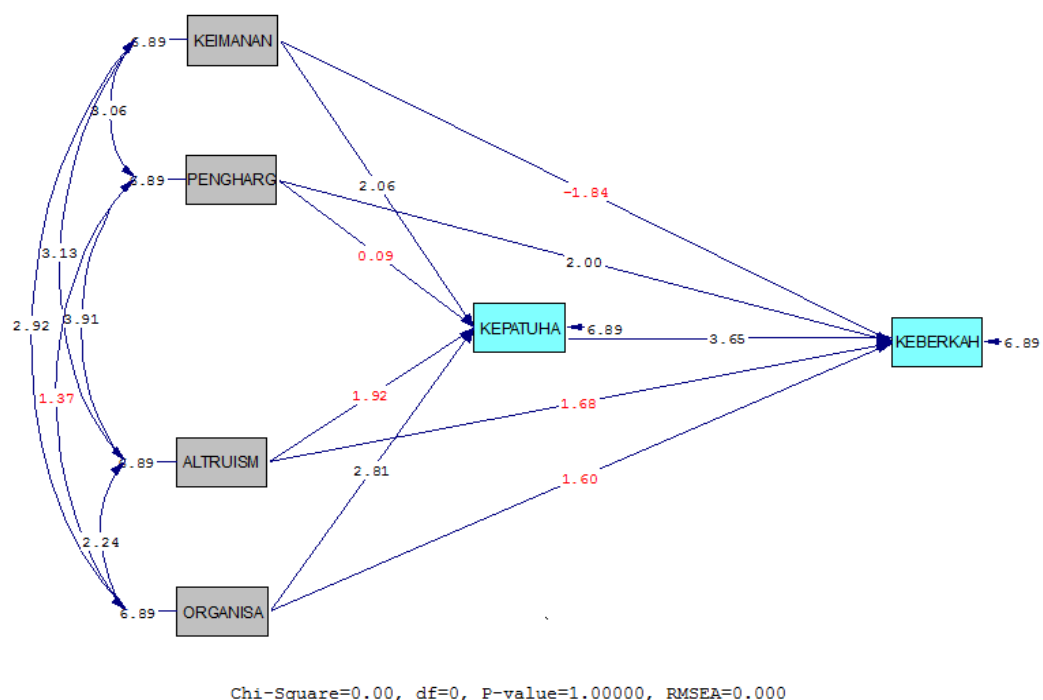 6.89 KEIMANAN
3.06
6.89 PENGHARG
2.06
-1.84
0.09
3.13
2.00
2.92
3.91
KEPATUHA
6.89
3.65
KEBERKAH
6.89
1.37
1.92
1.68
6.89 ALTRUISM
2.81
1.60
2.24
6.89 ORGANISA
Chi-Square=0.00, df=0, P-value=1.00000, RMSEA=0.000